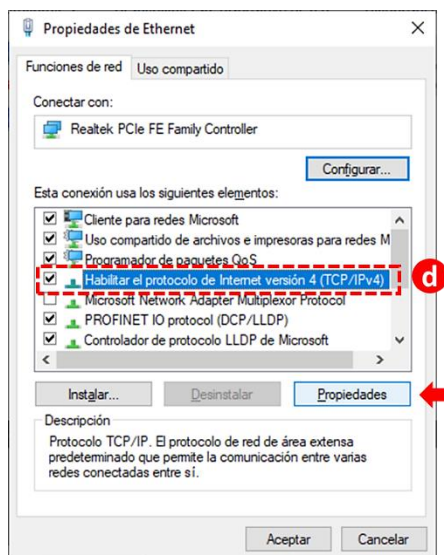 Propiedades de Ethernet
Funciones de red Uso compartido
Conectar con:
Realtek PCIe FE Family Controller
Configurar...
Esta conexión usa los siguientes elementos:
Cliente para redes Microsoft
Uso compartido de archivos e impresoras para redes M
Programador de paquetes QoS
Habilitar el protocolo de Internet versión 4 (TCP/IPv4)
d
Microsoft Network Adapter Multiplexor Protocol
PROFINET IO protocol (DCP/LLDP)
Controlador de protocolo LLDP de Microsoft
Instalar... Desinstalar Propiedades
Descripción
Protocolo TCP/IP. El protocolo de red de área extensa
predeterminado que permite la comunicación entre varias
redes conectadas entre sí.
Aceptar Cancelar